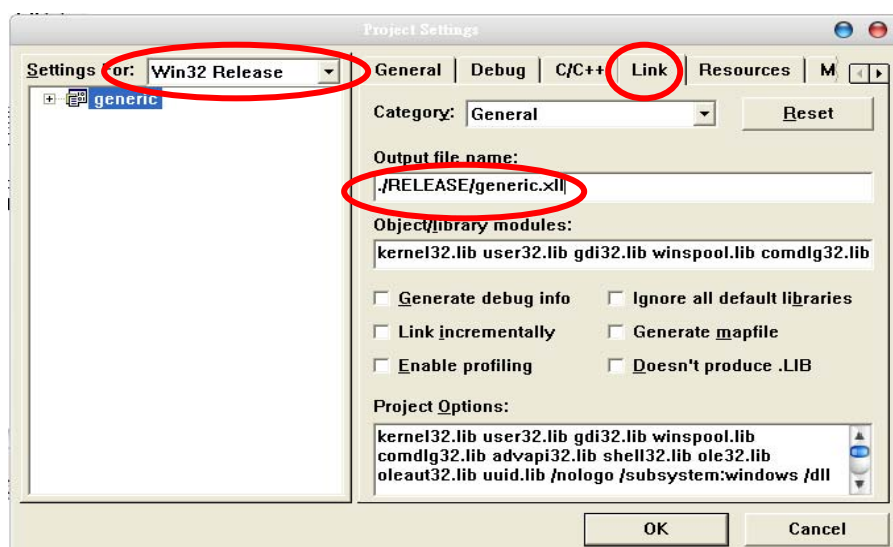 Project Settings
Settings For: Win32 Release
generic
General Debug C/C++ Link Resources M
Category: General Reset
Output file name:
./RELEASE/generic.xll
Object/library modules:
kernel32.lib user32.lib gdi32.lib winspool.lib comdlg32.lib
Generate debug info Ignore all default libraries
Link incrementally Generate mapfile
Enable profiling Doesn't produce .LIB
Project Options:
kernel32.lib user32.lib gdi32.lib winspool.lib
comdlg32.lib advapi32.lib shell32.lib ole32.lib
oleaut32.lib uuid.lib /nologo /subsystem:windows /dll
OK Cancel